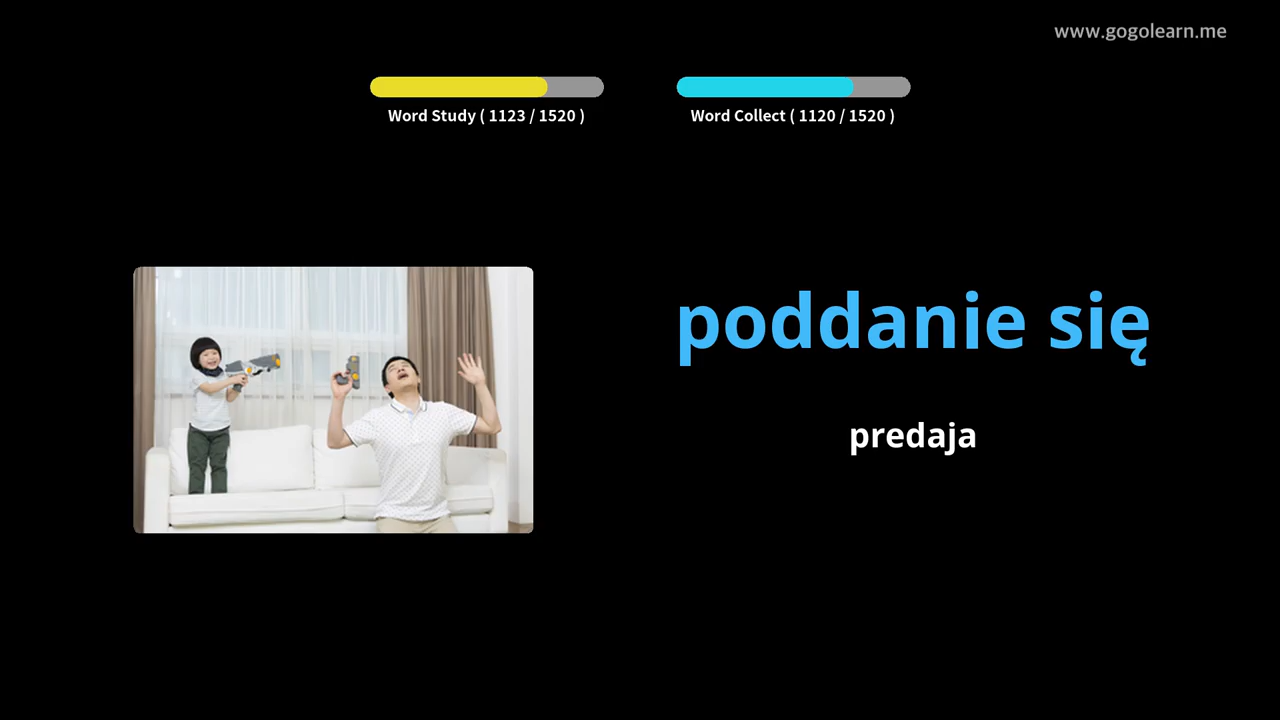 www.gogolearn.me
Word Study ( 1123 / 1520 )
Word Collect ( 1120 / 1520 )
poddanie się
predaja